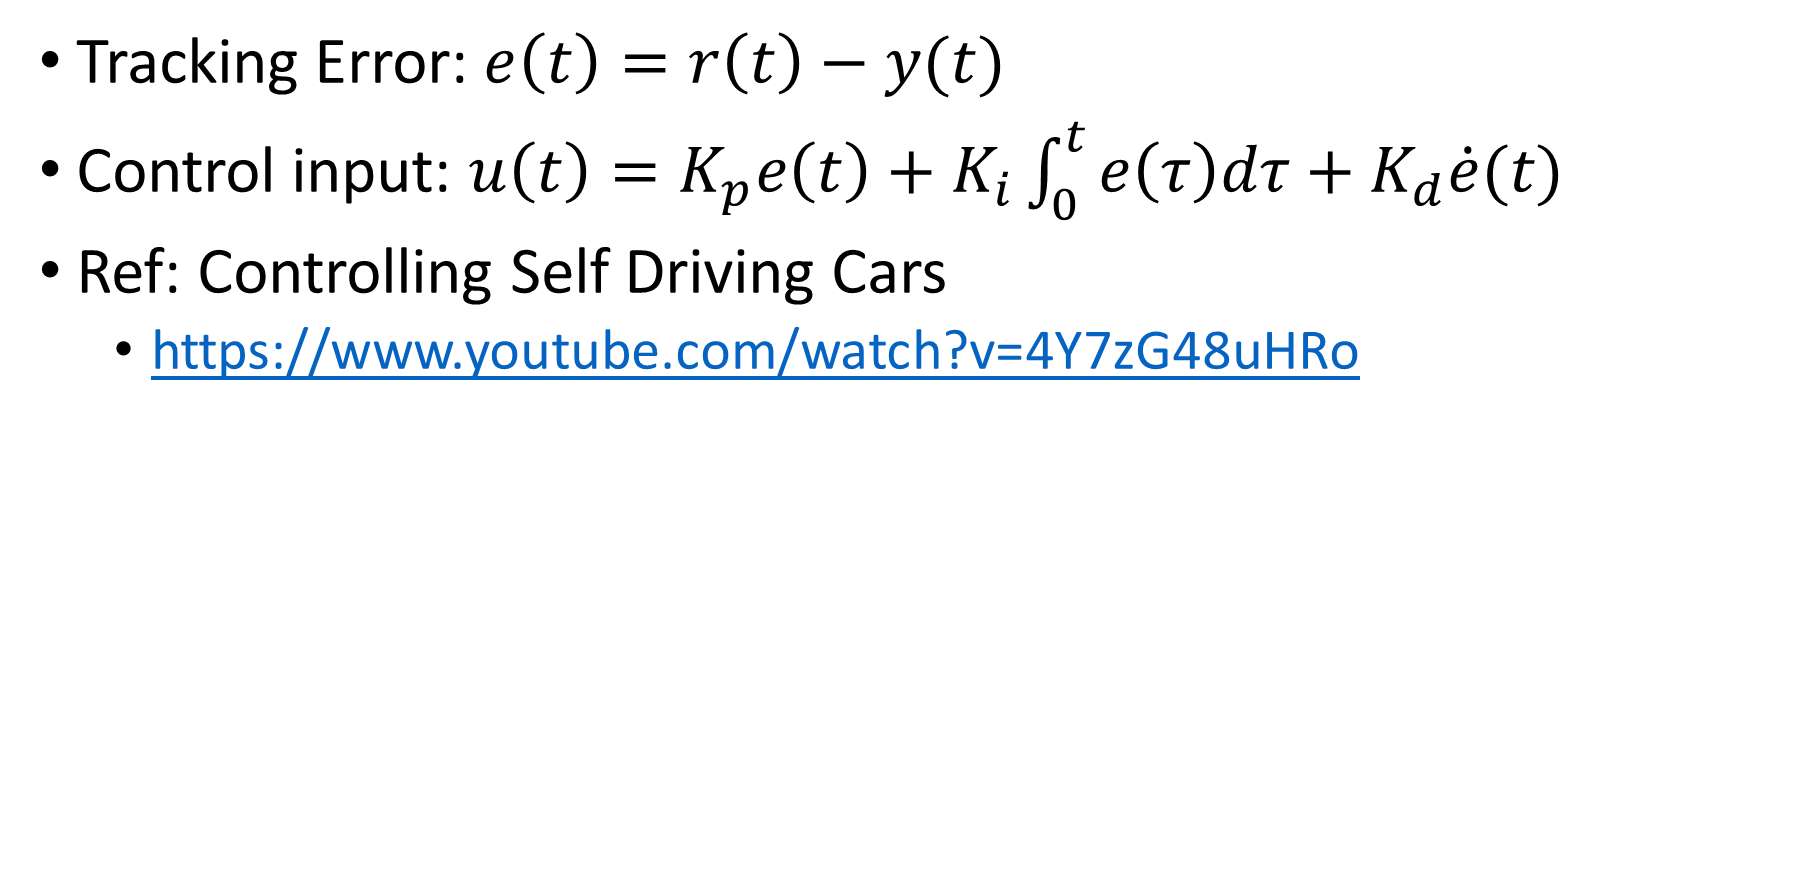 • Tracking Error: e(t) = r(t) − y(t)
• Control input: u(t) = K_p e(t) + K_i ∫_0^t e(τ)dτ + K_d ė(t)
• Ref: Controlling Self Driving Cars
• https://www.youtube.com/watch?v=4Y7zG48uHRo